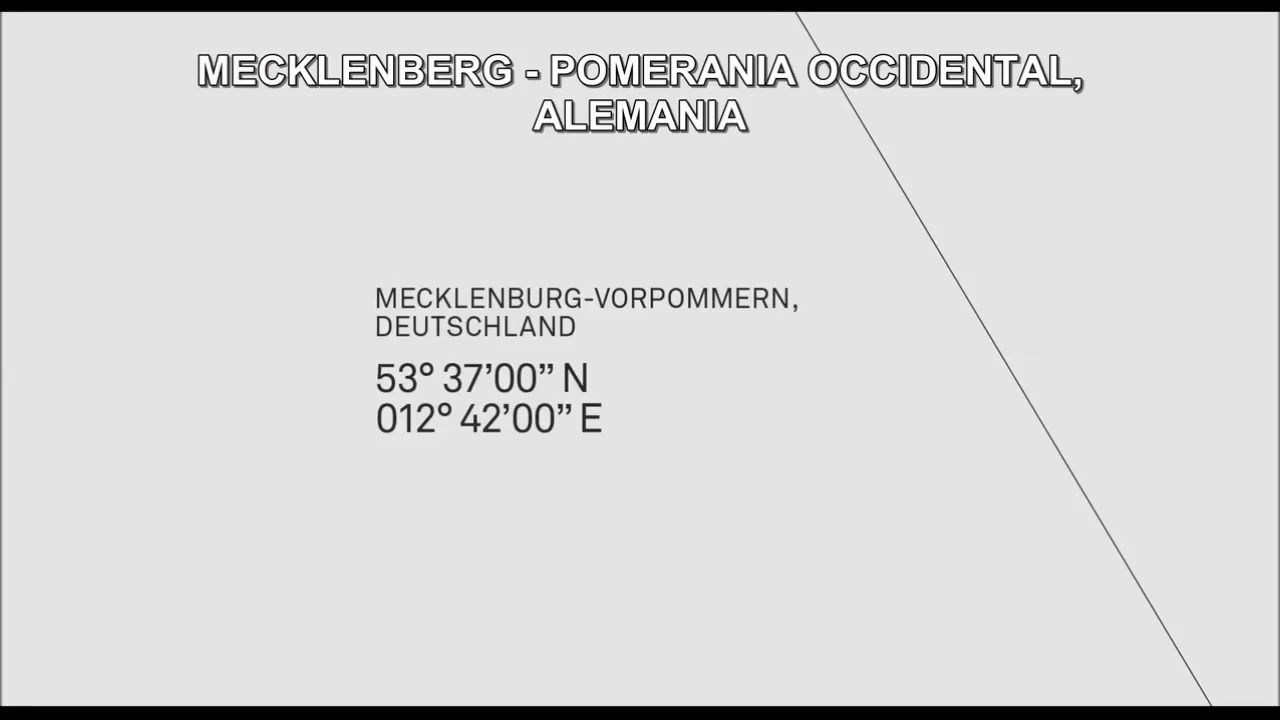 MECKLENBERG - POMERANIA OCCIDENTAL,
ALEMANIA
MECKLENBURG-VORPOMMERN,
DEUTSCHLAND
53° 37’00” N
012° 42’00” E